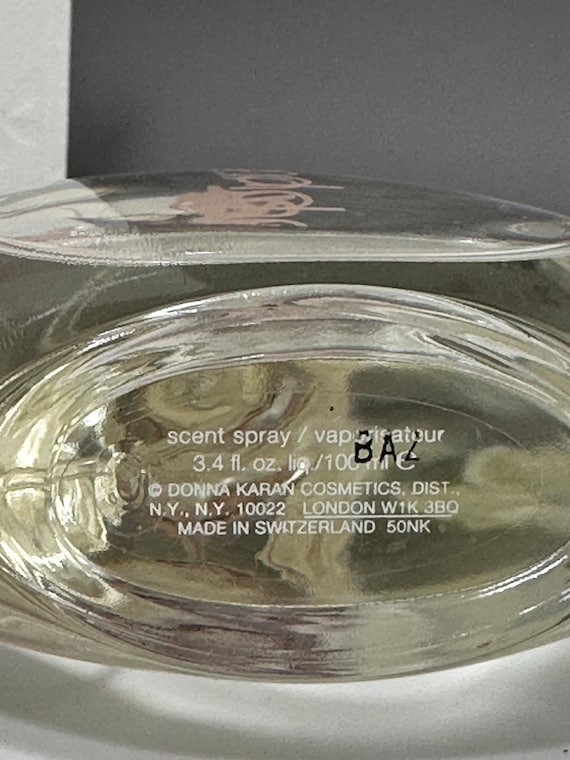 scent spray / vaporisateur
3.4 fl. oz. liq./100 ml e
BA2
© DONNA KARAN COSMETICS, DIST.,
N.Y., N.Y. 10022 LONDON W1K 3BQ
MADE IN SWITZERLAND 50NK